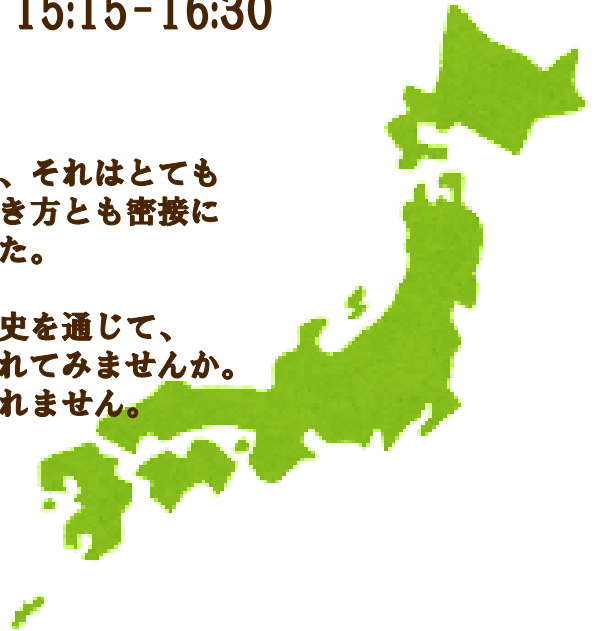 15:15-16:30
、それはとても
き方とも密接に
た。
史を通じて、
れてみませんか。
れません。